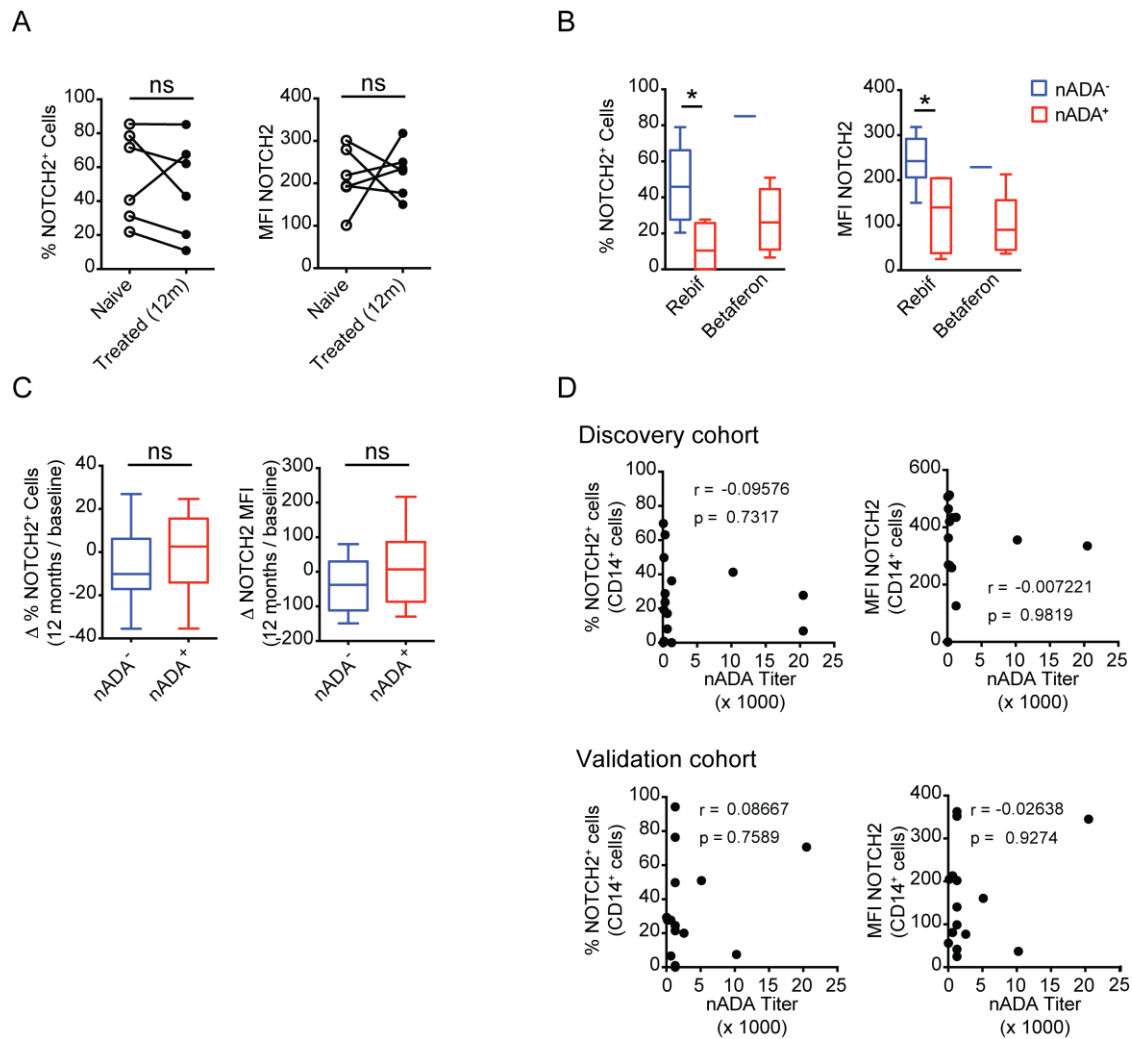 A
ns
% NOTCH2⁺ Cells
100
80
60
40
20
0
Naive
Treated (12m)
ns
MFI NOTCH2
400
300
200
100
0
Naive
Treated (12m)
B
*
% NOTCH2⁺ Cells
100
80
60
40
20
0
Rebif
Betaferon
*
MFI NOTCH2
400
300
200
100
0
Rebif
Betaferon
nADA⁻
nADA⁺
C
ns
Δ % NOTCH2⁺ Cells
(12 months / baseline)
40
20
0
-20
-40
nADA⁻
nADA⁺
ns
Δ NOTCH2 MFI
(12 months / baseline)
300
200
100
0
-100
-200
nADA⁻
nADA⁺
D
Discovery cohort
% NOTCH2⁺ cells
(CD14⁺ cells)
100
80
60
40
20
0
r = -0.09576
p = 0.7317
0 5 10 15 20 25
nADA Titer
(x 1000)
MFI NOTCH2
(CD14⁺ cells)
600
400
200
0
r = -0.007221
p = 0.9819
0 5 10 15 20 25
nADA Titer
(x 1000)
Validation cohort
% NOTCH2⁺ cells
(CD14⁺ cells)
100
80
60
40
20
0
r = 0.08667
p = 0.7589
0 5 10 15 20 25
nADA Titer
(x 1000)
MFI NOTCH2
(CD14⁺ cells)
400
300
200
100
0
r = -0.02638
p = 0.9274
0 5 10 15 20 25
nADA Titer
(x 1000)